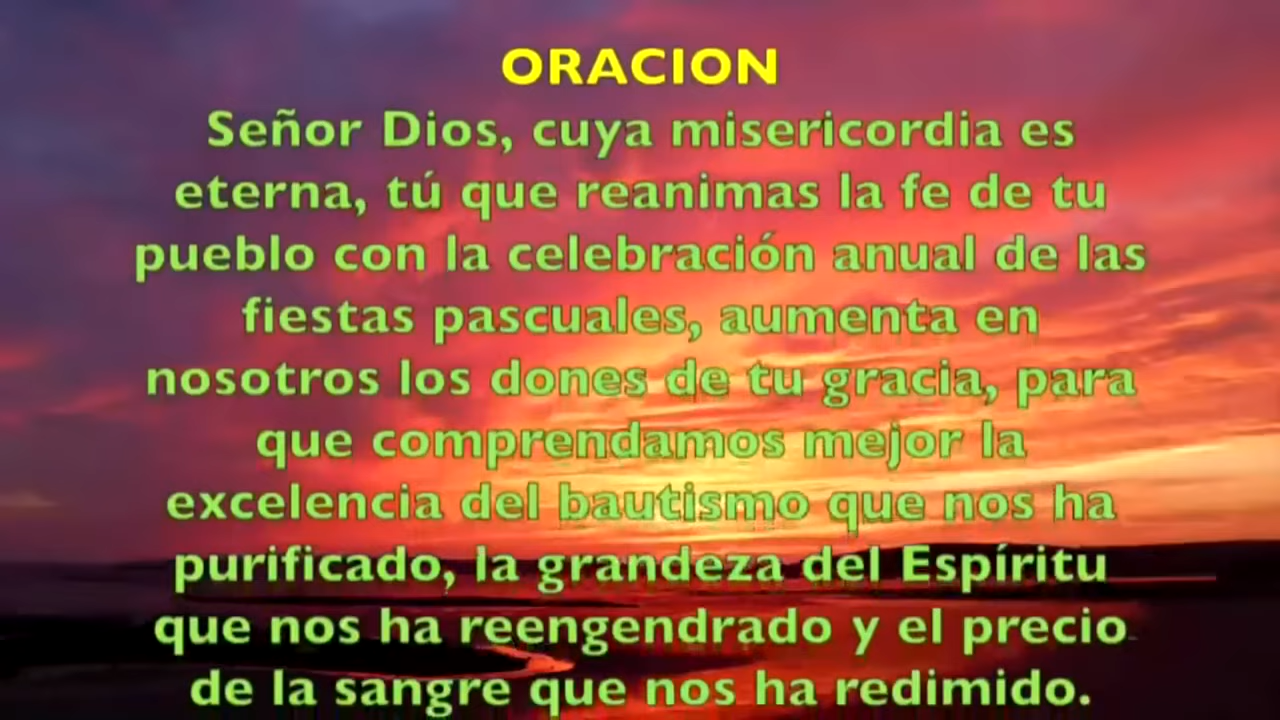 ORACION
Señor Dios, cuya misericordia es
eterna, tú que reanimas la fe de tu
pueblo con la celebración anual de las
fiestas pascuales, aumenta en
nosotros los dones de tu gracia, para
que comprendamos mejor la
excelencia del bautismo que nos ha
purificado, la grandeza del Espíritu
que nos ha reengendrado y el precio
de la sangre que nos ha redimido.